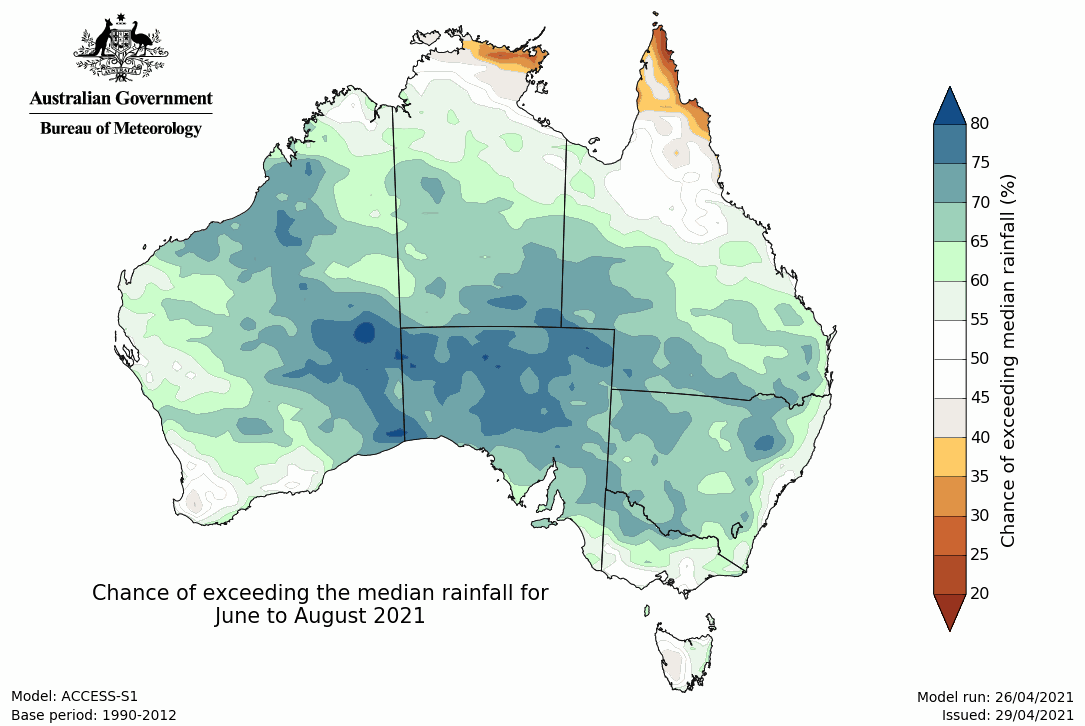 Australian Government
Bureau of Meteorology
80
75
70
65
60
55
50
45
40
35
30
25
20
Chance of exceeding median rainfall (%)
Chance of exceeding the median rainfall for
June to August 2021
Model: ACCESS-S1
Base period: 1990-2012
Model run: 26/04/2021
Issued: 29/04/2021